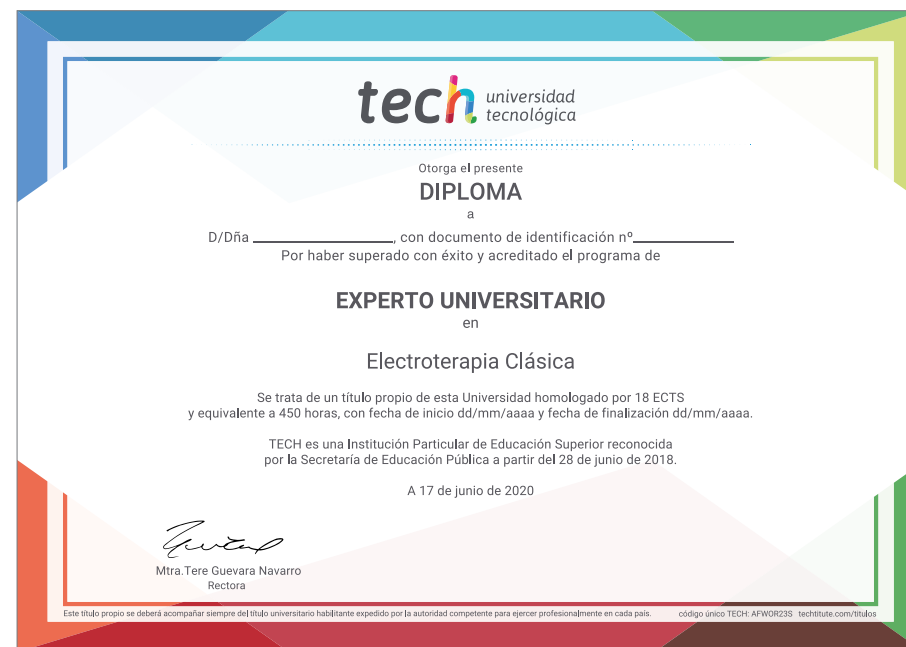 tech universidad
tecnológica
Otorga el presente
DIPLOMA
a
D/Dña ____________________, con documento de identificación nº______________
Por haber superado con éxito y acreditado el programa de
EXPERTO UNIVERSITARIO
en
Electroterapia Clásica
Se trata de un título propio de esta Universidad homologado por 18 ECTS
y equivalente a 450 horas, con fecha de inicio dd/mm/aaaa y fecha de finalización dd/mm/aaaa.
TECH es una Institución Particular de Educación Superior reconocida
por la Secretaría de Educación Pública a partir del 28 de junio de 2018.
A 17 de junio de 2020
Mtra.Tere Guevara Navarro
Rectora
Este título propio se deberá acompañar siempre del título universitario habilitante expedido por la autoridad competente para ejercer profesionalmente en cada país. código único TECH: AFWOR23S techtitute.com/titulos